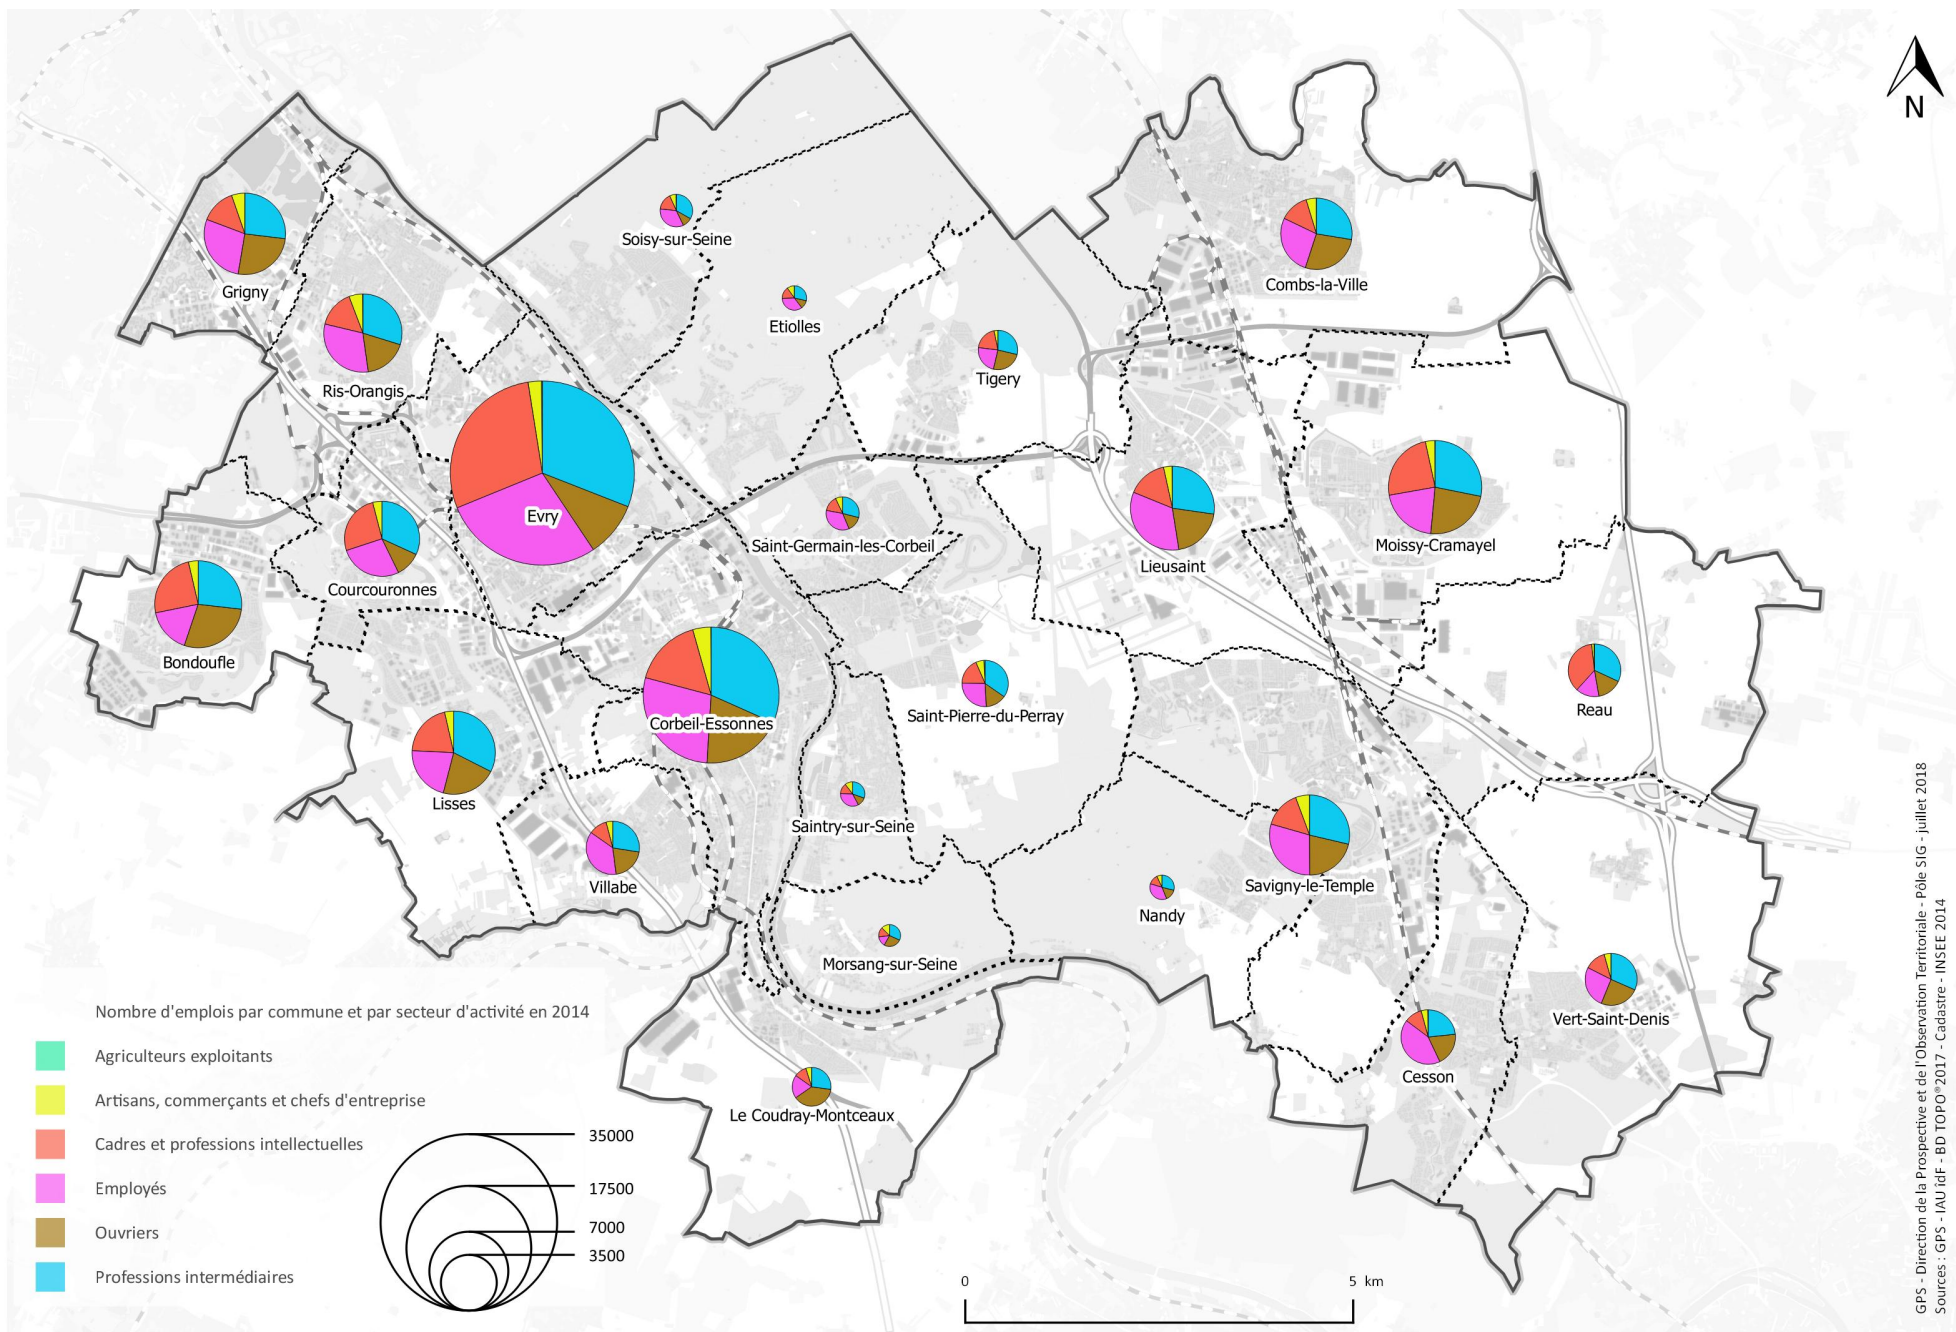 N
Soisy-sur-Seine
Combs-la-Ville
Grigny
Etiolles
Tigery
Ris-Orangis
Evry
Saint-Germain-les-Corbeil
Moissy-Cramayel
Lieusaint
Courcouronnes
Bondoufle
Corbeil-Essonnes
Saint-Pierre-du-Perray
Reau
Lisses
Saintry-sur-Seine
Villabe
Savigny-le-Temple
Nandy
Morsang-sur-Seine
Vert-Saint-Denis
Cesson
Le Coudray-Montceaux
Nombre d'emplois par commune et par secteur d'activité en 2014
Agriculteurs exploitants
Artisans, commerçants et chefs d'entreprise
Cadres et professions intellectuelles
Employés
Ouvriers
Professions intermédiaires
35000
17500
7000
3500
0 5 km
GPS - Direction de la Prospective et de l'Observation Territoriale - Pôle SIG - juillet 2018
Sources : GPS - IAU îdF - BD TOPO®2017 - Cadastre - INSEE 2014